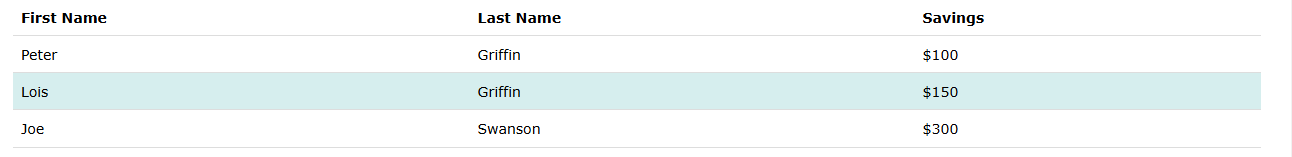 First Name Last Name Savings
Peter Griffin $100
Lois Griffin $150
Joe Swanson $300